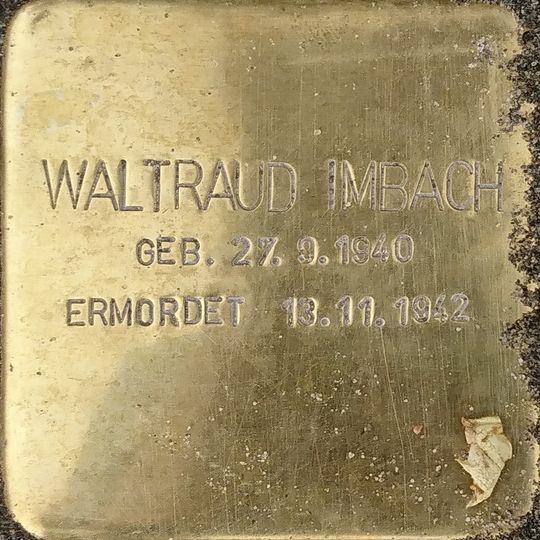 WALTRAUD IMBACH
GEB. 27. 9. 1940
ERMORDET 13.11.1942